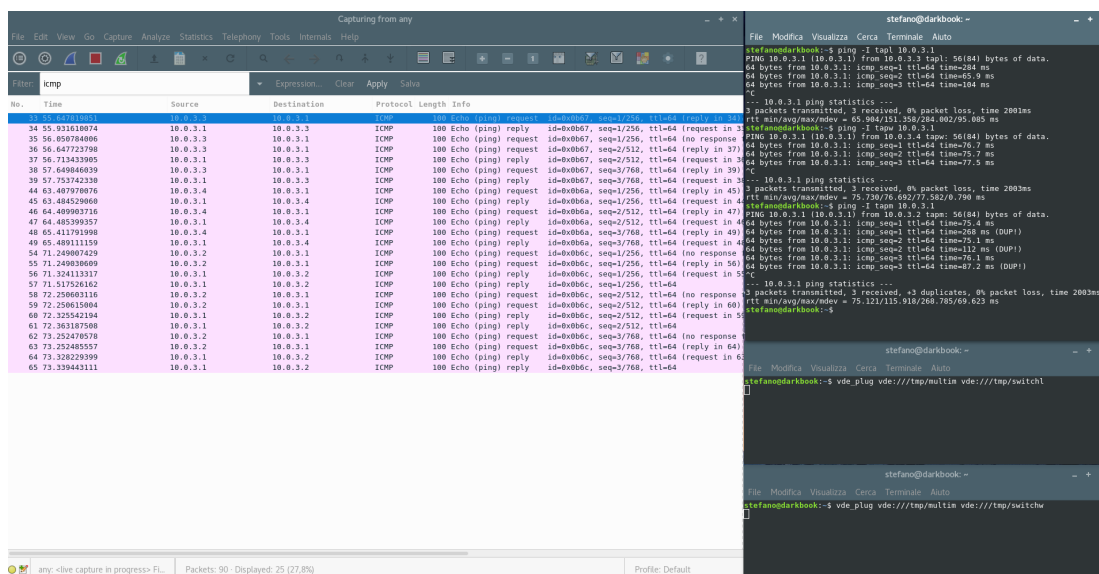 Capturing from any
File Edit View Go Capture Analyze Statistics Telephony Tools Internals Help
Filter: icmp Expression... Clear Apply Salva
No. Time Source Destination Protocol Length Info
33 55.647819851 10.0.3.3 10.0.3.1 ICMP 100 Echo (ping) request id=0x0b67, seq=1/256, ttl=64 (reply in 34)
34 55.931610074 10.0.3.1 10.0.3.3 ICMP 100 Echo (ping) reply id=0x0b67, seq=1/256, ttl=64 (request in 3
35 56.050784006 10.0.3.3 10.0.3.1 ICMP 100 Echo (ping) request id=0x0b67, seq=1/256, ttl=64 (no response
36 56.647723798 10.0.3.3 10.0.3.1 ICMP 100 Echo (ping) request id=0x0b67, seq=2/512, ttl=64 (reply in 37)
37 56.713433905 10.0.3.1 10.0.3.3 ICMP 100 Echo (ping) reply id=0x0b67, seq=2/512, ttl=64 (request in 3
38 57.649846039 10.0.3.3 10.0.3.1 ICMP 100 Echo (ping) request id=0x0b67, seq=3/768, ttl=64 (reply in 39)
39 57.753742330 10.0.3.1 10.0.3.3 ICMP 100 Echo (ping) reply id=0x0b67, seq=3/768, ttl=64 (request in 3
44 63.407970076 10.0.3.4 10.0.3.1 ICMP 100 Echo (ping) request id=0x0b6a, seq=1/256, ttl=64 (reply in 45)
45 63.484529060 10.0.3.1 10.0.3.4 ICMP 100 Echo (ping) reply id=0x0b6a, seq=1/256, ttl=64 (request in 4
46 64.409903716 10.0.3.4 10.0.3.1 ICMP 100 Echo (ping) request id=0x0b6a, seq=2/512, ttl=64 (reply in 47)
47 64.485399357 10.0.3.1 10.0.3.4 ICMP 100 Echo (ping) reply id=0x0b6a, seq=2/512, ttl=64 (request in 4
48 65.411791998 10.0.3.4 10.0.3.1 ICMP 100 Echo (ping) request id=0x0b6a, seq=3/768, ttl=64 (reply in 49)
49 65.489111159 10.0.3.1 10.0.3.4 ICMP 100 Echo (ping) reply id=0x0b6a, seq=3/768, ttl=64 (request in 4
54 71.249007429 10.0.3.2 10.0.3.1 ICMP 100 Echo (ping) request id=0x0b6c, seq=1/256, ttl=64 (no response
55 71.249030609 10.0.3.2 10.0.3.1 ICMP 100 Echo (ping) request id=0x0b6c, seq=1/256, ttl=64 (reply in 56)
56 71.324113317 10.0.3.1 10.0.3.2 ICMP 100 Echo (ping) reply id=0x0b6c, seq=1/256, ttl=64 (request in 5
57 71.517526162 10.0.3.1 10.0.3.2 ICMP 100 Echo (ping) reply id=0x0b6c, seq=1/256, ttl=64
58 72.250603116 10.0.3.2 10.0.3.1 ICMP 100 Echo (ping) request id=0x0b6c, seq=2/512, ttl=64 (no response
59 72.250615004 10.0.3.2 10.0.3.1 ICMP 100 Echo (ping) request id=0x0b6c, seq=2/512, ttl=64 (reply in 60)
60 72.325542194 10.0.3.1 10.0.3.2 ICMP 100 Echo (ping) reply id=0x0b6c, seq=2/512, ttl=64 (request in 5
61 72.363187508 10.0.3.1 10.0.3.2 ICMP 100 Echo (ping) reply id=0x0b6c, seq=2/512, ttl=64
62 73.252470578 10.0.3.2 10.0.3.1 ICMP 100 Echo (ping) request id=0x0b6c, seq=3/768, ttl=64 (no response
63 73.252485557 10.0.3.2 10.0.3.1 ICMP 100 Echo (ping) request id=0x0b6c, seq=3/768, ttl=64 (reply in 64)
64 73.328229399 10.0.3.1 10.0.3.2 ICMP 100 Echo (ping) reply id=0x0b6c, seq=3/768, ttl=64 (request in 6
65 73.339443111 10.0.3.1 10.0.3.2 ICMP 100 Echo (ping) reply id=0x0b6c, seq=3/768, ttl=64
any: <live capture in progress> Fi... Packets: 90 · Displayed: 25 (27,8%) Profile: Default
stefano@darkbook: ~
File Modifica Visualizza Cerca Terminale Aiuto
stefano@darkbook:~$ ping -I tapl 10.0.3.1
PING 10.0.3.1 (10.0.3.1) from 10.0.3.3 tapl: 56(84) bytes of data.
64 bytes from 10.0.3.1: icmp_seq=1 ttl=64 time=284 ms
64 bytes from 10.0.3.1: icmp_seq=2 ttl=64 time=65.9 ms
64 bytes from 10.0.3.1: icmp_seq=3 ttl=64 time=104 ms
^C
--- 10.0.3.1 ping statistics ---
3 packets transmitted, 3 received, 0% packet loss, time 2001ms
rtt min/avg/max/mdev = 65.904/151.358/284.002/95.085 ms
stefano@darkbook:~$ ping -I tapw 10.0.3.1
PING 10.0.3.1 (10.0.3.1) from 10.0.3.4 tapw: 56(84) bytes of data.
64 bytes from 10.0.3.1: icmp_seq=1 ttl=64 time=76.7 ms
64 bytes from 10.0.3.1: icmp_seq=2 ttl=64 time=75.7 ms
64 bytes from 10.0.3.1: icmp_seq=3 ttl=64 time=77.5 ms
^C
--- 10.0.3.1 ping statistics ---
3 packets transmitted, 3 received, 0% packet loss, time 2003ms
rtt min/avg/max/mdev = 75.730/76.692/77.582/0.790 ms
stefano@darkbook:~$ ping -I tapm 10.0.3.1
PING 10.0.3.1 (10.0.3.1) from 10.0.3.2 tapm: 56(84) bytes of data.
64 bytes from 10.0.3.1: icmp_seq=1 ttl=64 time=75.4 ms
64 bytes from 10.0.3.1: icmp_seq=1 ttl=64 time=268 ms (DUP!)
64 bytes from 10.0.3.1: icmp_seq=2 ttl=64 time=75.1 ms
64 bytes from 10.0.3.1: icmp_seq=2 ttl=64 time=112 ms (DUP!)
64 bytes from 10.0.3.1: icmp_seq=3 ttl=64 time=76.1 ms
64 bytes from 10.0.3.1: icmp_seq=3 ttl=64 time=87.2 ms (DUP!)
^C
--- 10.0.3.1 ping statistics ---
3 packets transmitted, 3 received, +3 duplicates, 0% packet loss, time 2003ms
rtt min/avg/max/mdev = 75.121/115.918/268.785/69.623 ms
stefano@darkbook:~$
stefano@darkbook: ~
File Modifica Visualizza Cerca Terminale Aiuto
stefano@darkbook:~$ vde_plug vde:///tmp/multim vde:///tmp/switchl
stefano@darkbook: ~
File Modifica Visualizza Cerca Terminale Aiuto
stefano@darkbook:~$ vde_plug vde:///tmp/multim vde:///tmp/switchw